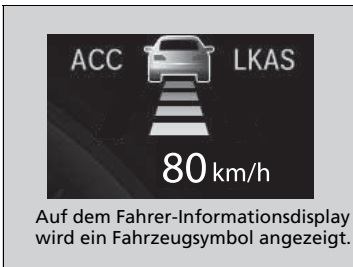 ACC LKAS
80 km/h
Auf dem Fahrer-Informationsdisplay
wird ein Fahrzeugsymbol angezeigt.